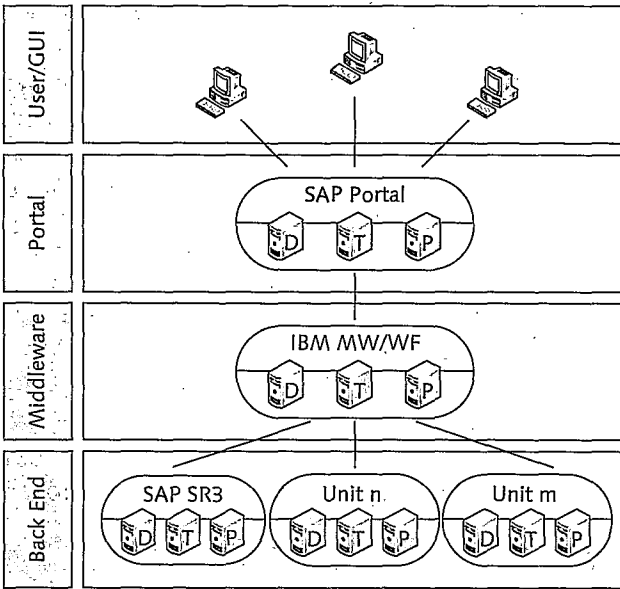 User/GUI
Portal
SAP Portal
D T P
Middleware
IBM MW/WF
D T P
Back End
SAP SR3
D T P
Unit n
D T P
Unit m
D T P